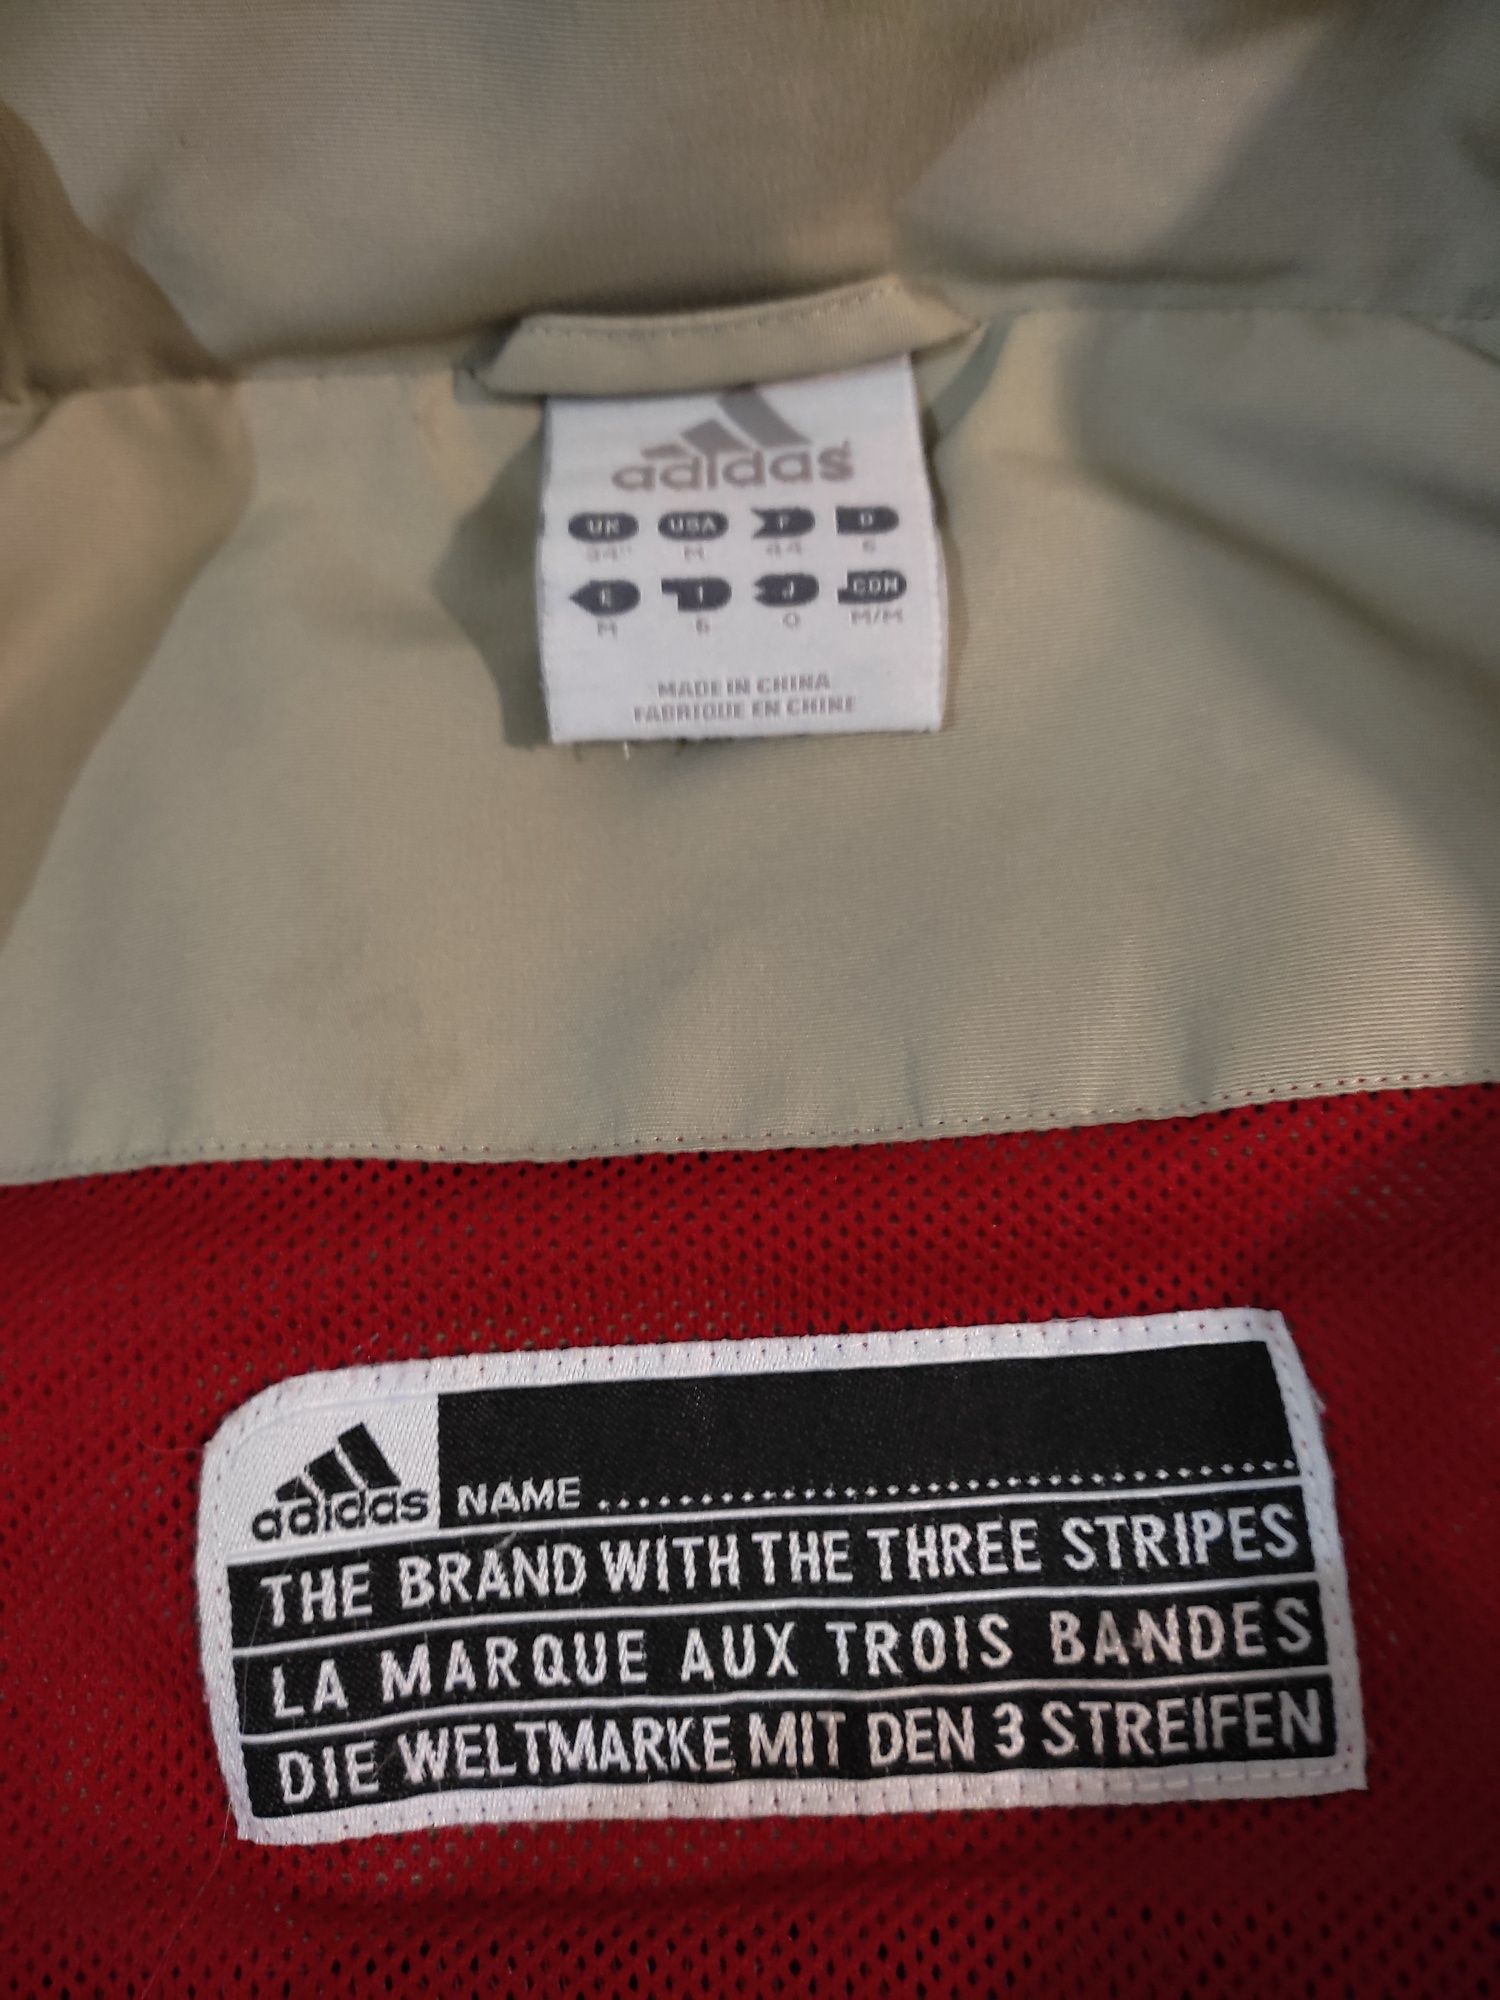 adidas
UK USA F D
34" M 44 6
E I J CDN
M 6 O M/M
MADE IN CHINA
FABRIQUE EN CHINE
adidas
NAME
THE BRAND WITH THE THREE STRIPES
LA MARQUE AUX TROIS BANDES
DIE WELTMARKE MIT DEN 3 STREIFEN